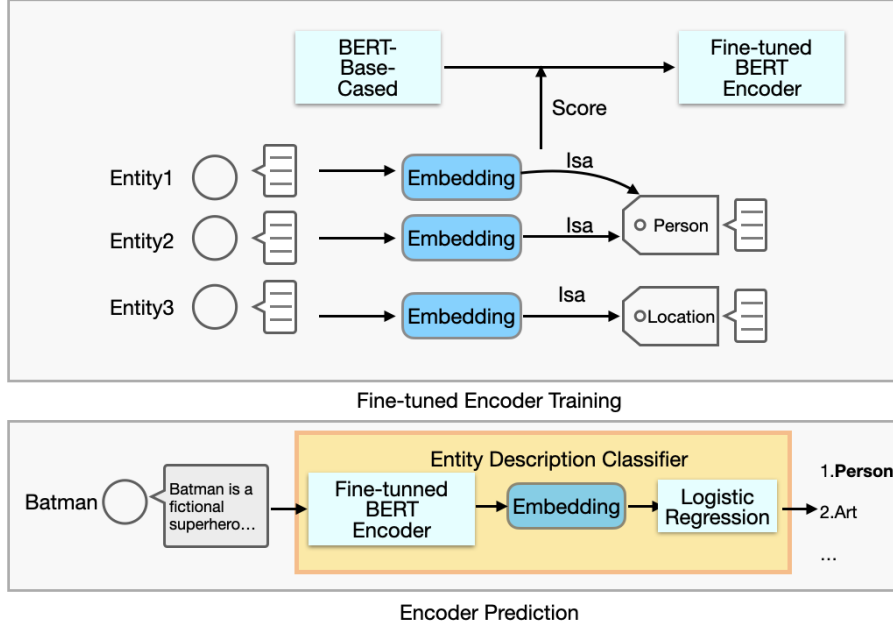 BERT-
Base-
Cased
Fine-tuned
BERT
Encoder
Score
Entity1
Embedding
Isa
Entity2
Embedding
Isa
Person
Entity3
Embedding
Isa
Location
Fine-tuned Encoder Training
Entity Description Classifier
Batman
Batman is a
fictional
superhero...
Fine-tunned
BERT
Encoder
Embedding
Logistic
Regression
1.Person
2.Art
...
Encoder Prediction